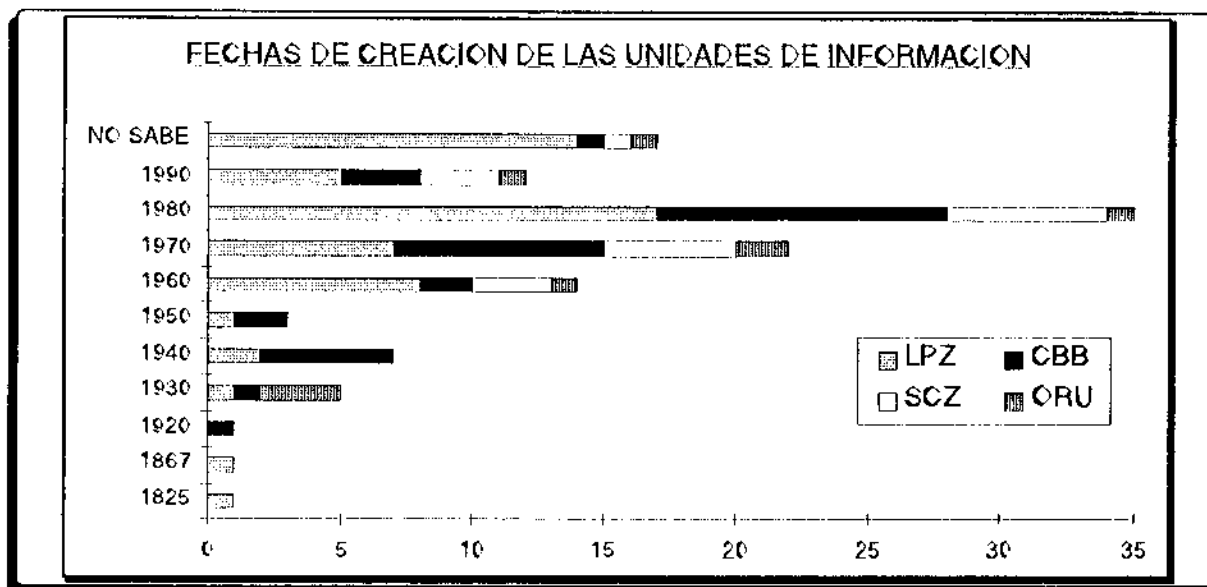 FECHAS DE CREACION DE LAS UNIDADES DE INFORMACION
NO SABE
1990
1980
1970
1960
1950
1940
1930
1920
1867
1825
LPZ CBB
SCZ ORU
0 5 10 15 20 25 30 35